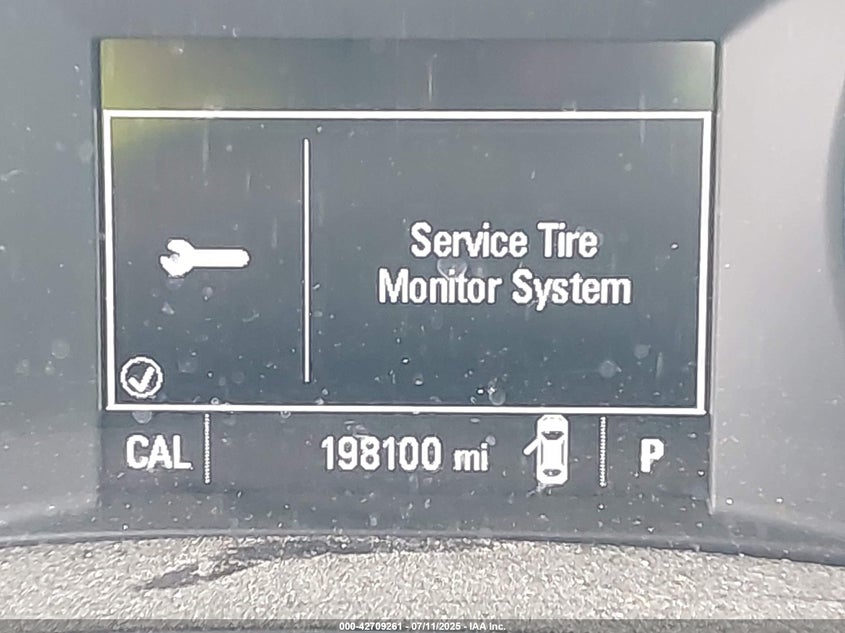 Service Tire
Monitor System
CAL 198100 mi P
000-42709261 - 07/11/2025 - IAA Inc.